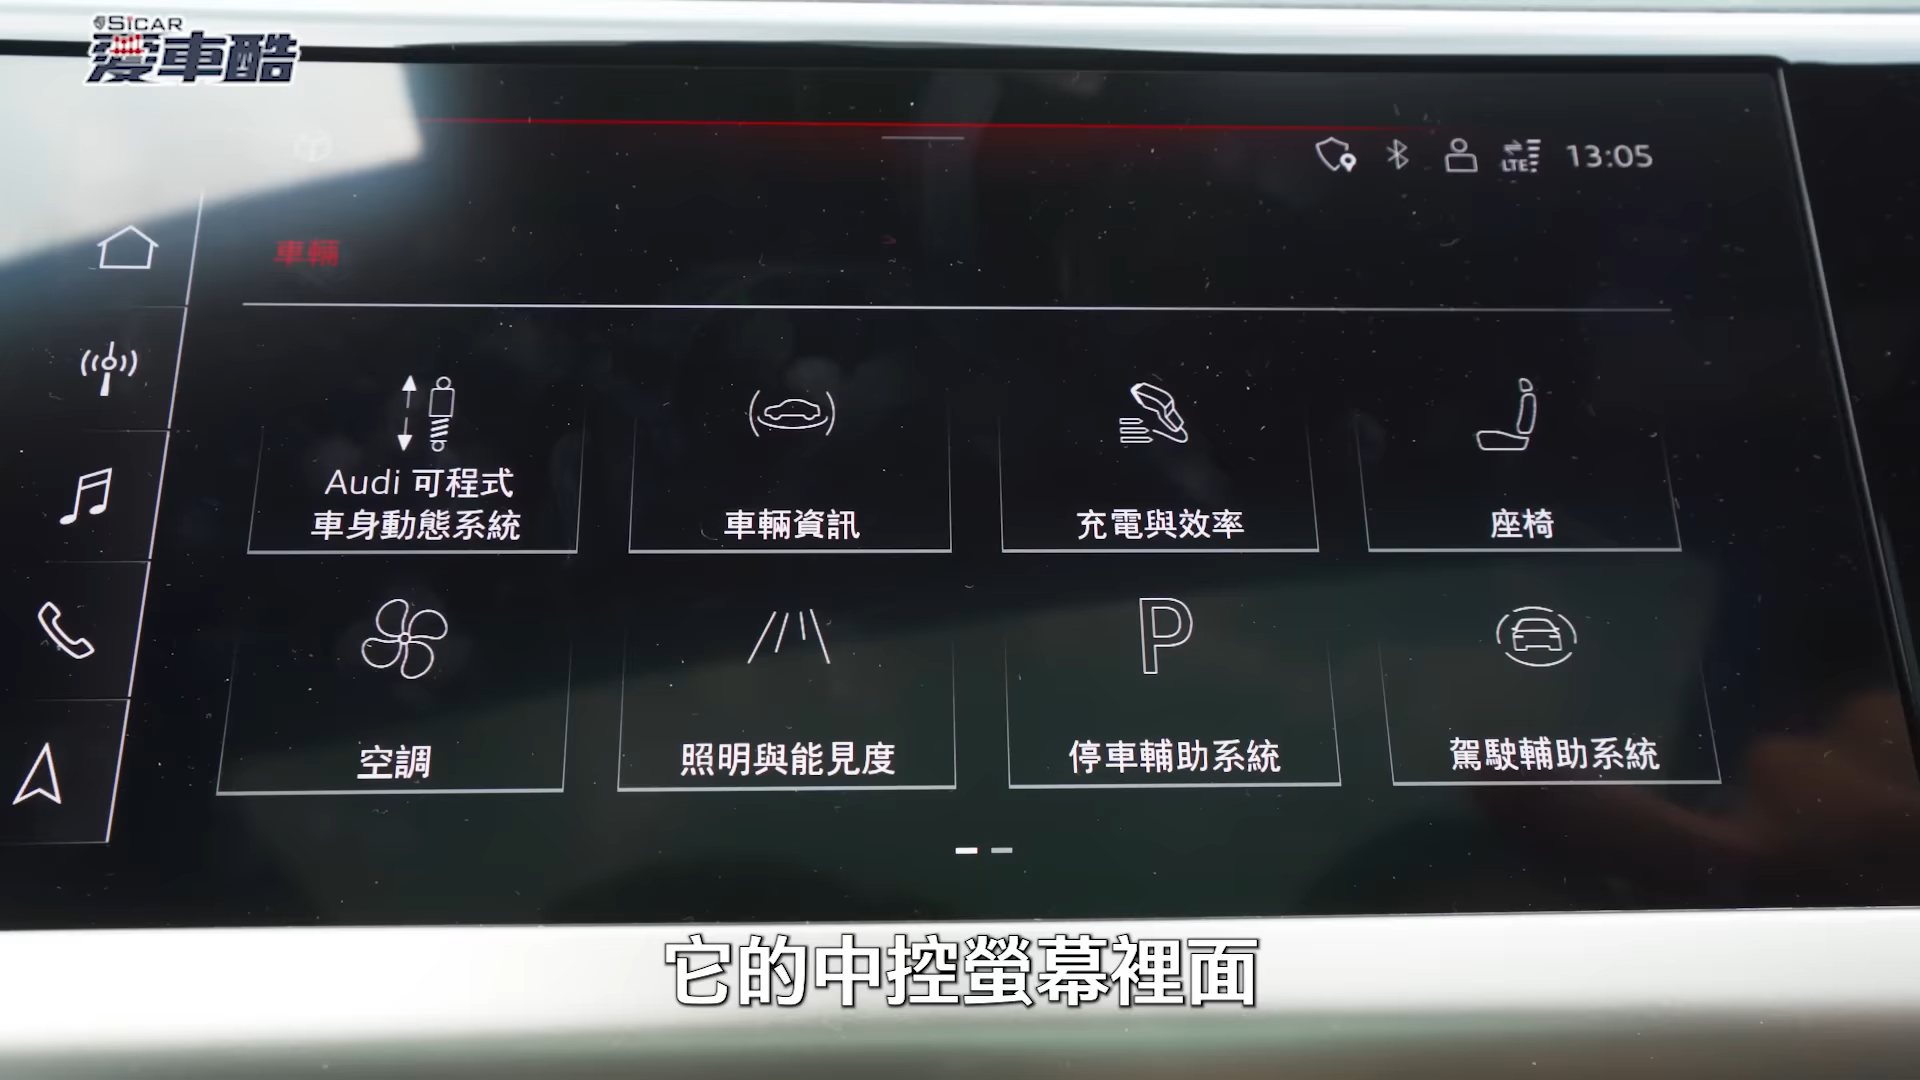 SiCAR
愛車酷
LTE
13:05
車輛
Audi 可程式
車身動態系統
車輛資訊
充電與效率
座椅
空調
照明與能見度
P
停車輔助系統
駕駛輔助系統
它的中控螢幕裡面